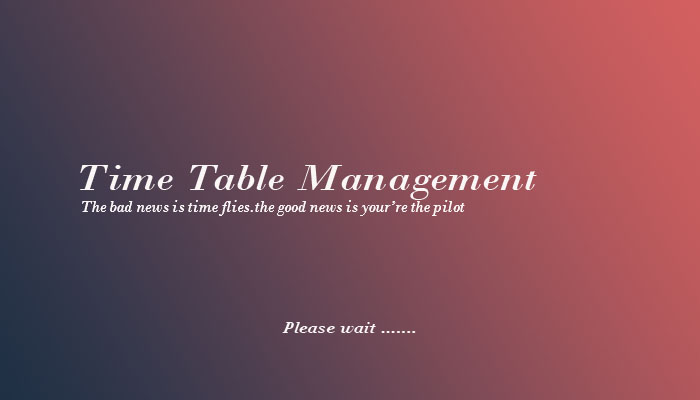 Time Table Management
The bad news is time flies.the good news is your’re the pilot
Please wait .......